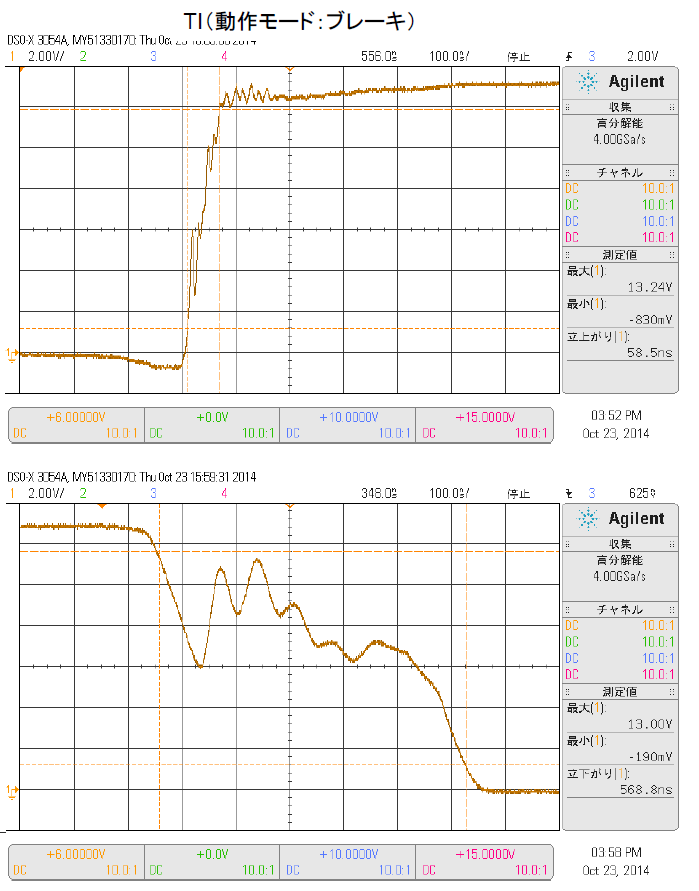 TI（動作モード：ブレーキ）
DSO-X 3054A, MY51330170: Thu Oct 23
1 2.00V/ 2 3 4 556.0ns 100.0ns/ 停止 3 2.00V
Agilent
収集
高分解能
4.00GSa/s
チャネル
DC 10.0:1
DC 10.0:1
DC 10.0:1
DC 10.0:1
測定値
最大(1):
13.24V
最小(1):
-830mV
立上がり(1):
58.5ns
1
+6.00000V +0.0V +10.0000V +15.0000V
DC 10.0:1 DC 10.0:1 DC 10.0:1 DC 10.0:1
03:52 PM
Oct 23, 2014
DSO-X 3054A, MY51330170: Thu Oct 23 15:59:31 2014
1 2.00V/ 2 3 4 348.0ns 100.0ns/ 停止 3
Agilent
収集
高分解能
4.00GSa/s
チャネル
DC 10.0:1
DC 10.0:1
DC 10.0:1
DC 10.0:1
測定値
最大(1):
13.00V
最小(1):
-190mV
立下がり(1):
568.8ns
1
+6.00000V +0.0V +10.0000V +15.0000V
DC 10.0:1 DC 10.0:1 DC 10.0:1 DC 10.0:1
03:58 PM
Oct 23, 2014